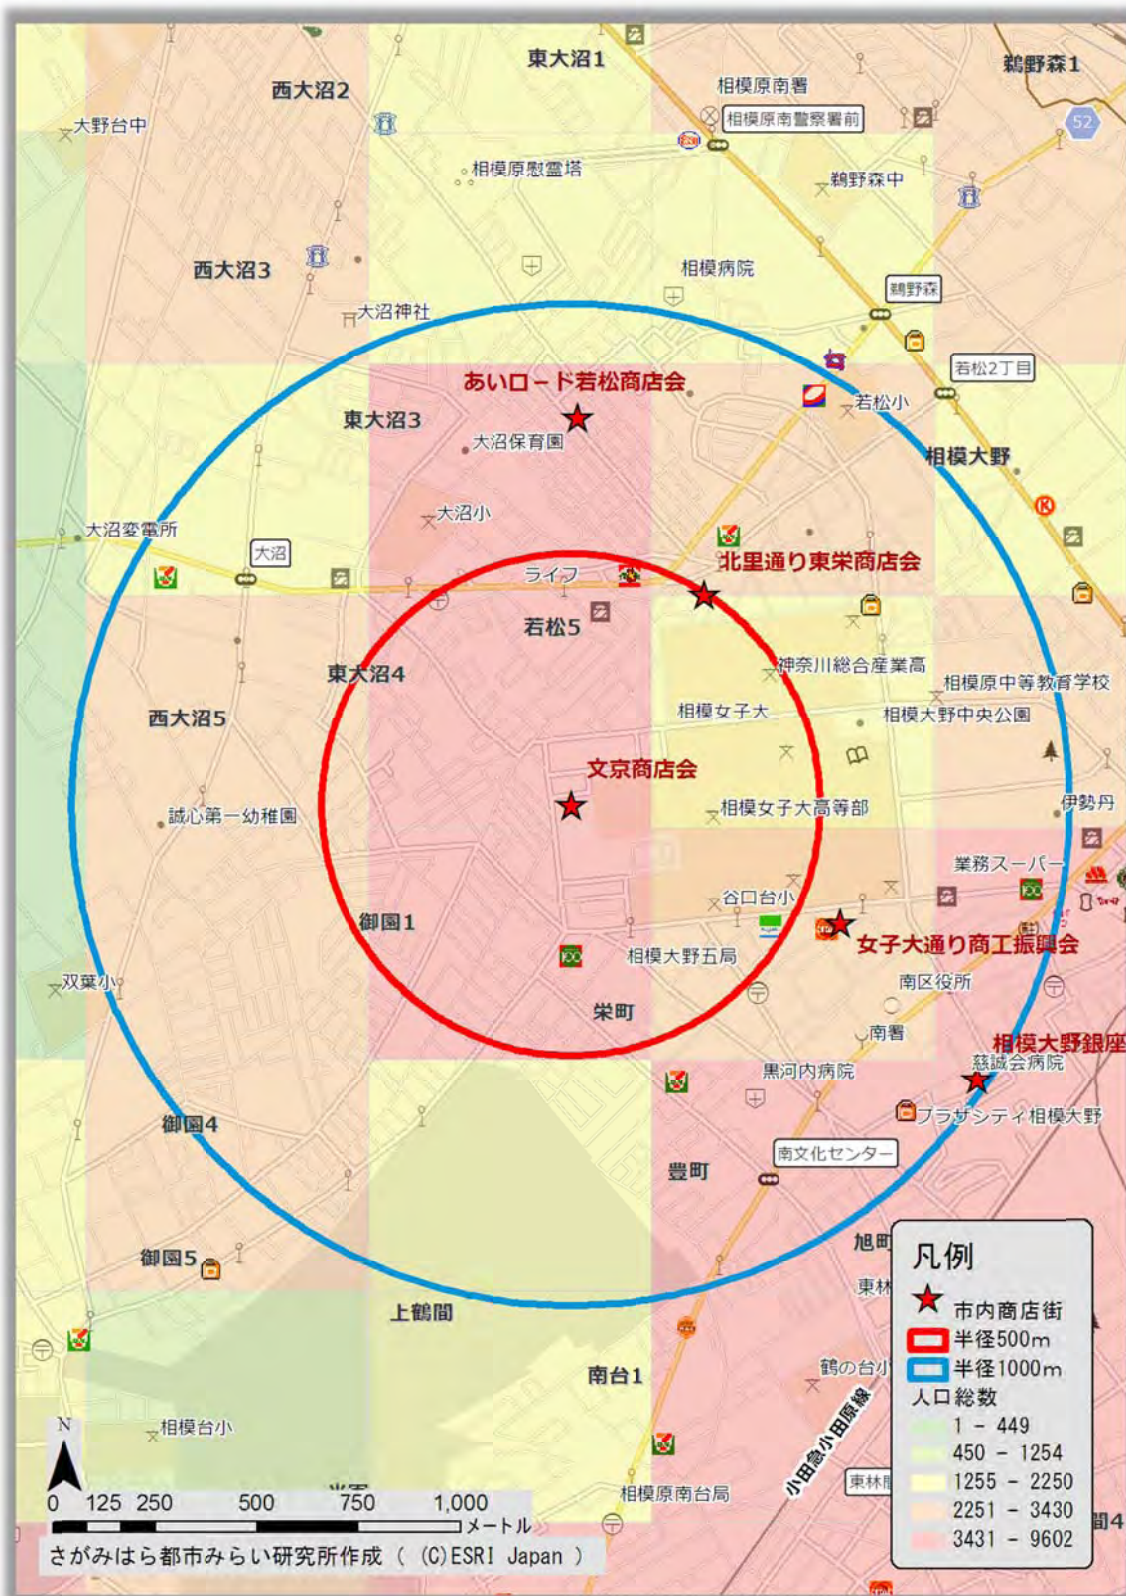 東大沼1
鵜野森1
西大沼2
相模原南署
大野台中
相模原南警察署前
52
相模原慰霊塔
鵜野森中
西大沼3
相模病院
鵜野森
大沼神社
若松2丁目
あいロード若松商店会
東大沼3
若松小
大沼保育園
相模大野
大沼小
大沼変電所
大沼
北里通り東栄商店会
ライフ
若松5
神奈川総合産業高
東大沼4
相模原中等教育学校
西大沼5
相模女子大
相模大野中央公園
文京商店会
誠心第一幼稚園
相模女子大高等部
伊勢丹
業務スーパー
谷口台小
御園1
女子大通り商工振興会
相模大野五局
双葉小
南区役所
栄町
南署
相模大野銀座
慈誠会病院
黒河内病院
プラザシティ相模大野
御園4
南文化センター
豊町
旭町
御園5
東林
上鶴間
南台1
鶴の台小
小田急小田原線
相模台小
東林間
相模原南台局
間4
凡例
市内商店街
半径500m
半径1000m
人口総数
1 - 449
450 - 1254
1255 - 2250
2251 - 3430
3431 - 9602
N
0 125 250 500 750 1,000
メートル
さがみはら都市みらい研究所作成 ( (C)ESRI Japan )